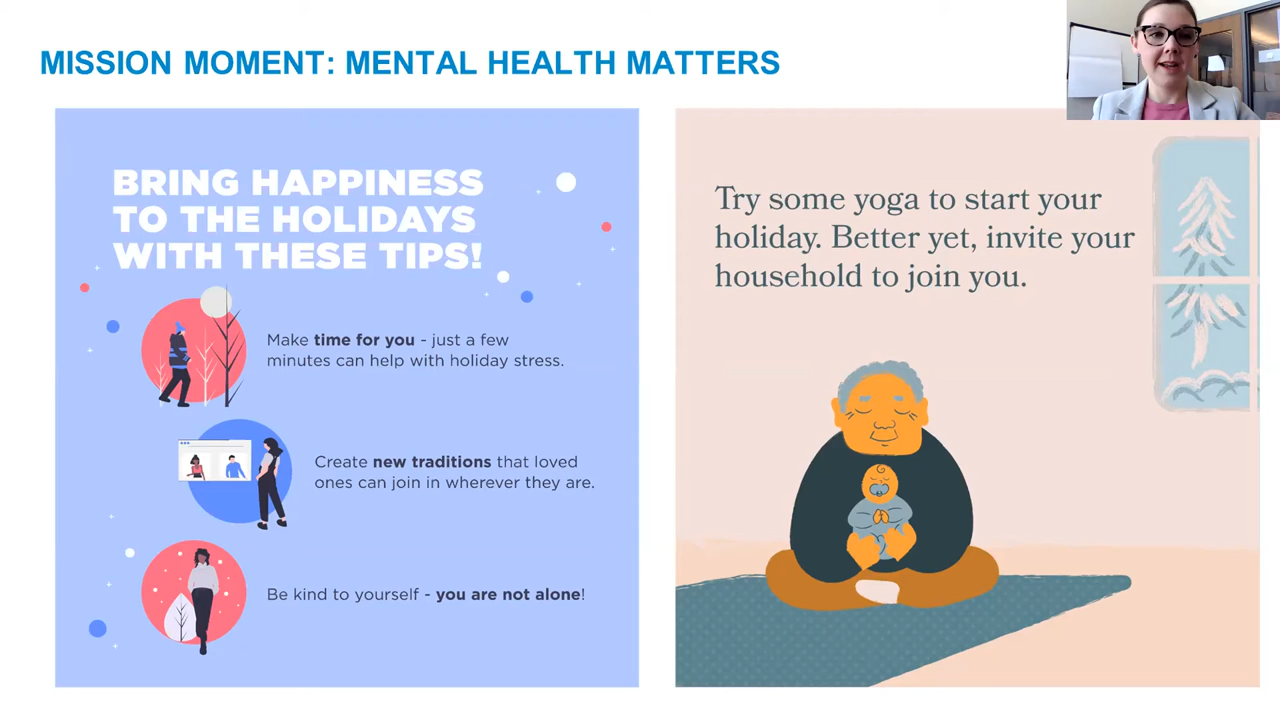 MISSION MOMENT: MENTAL HEALTH MATTERS
BRING HAPPINESS
TO THE HOLIDAYS
WITH THESE TIPS!
Make time for you - just a few
minutes can help with holiday stress.
Create new traditions that loved
ones can join in wherever they are.
Be kind to yourself - you are not alone!
Try some yoga to start your
holiday. Better yet, invite your
household to join you.